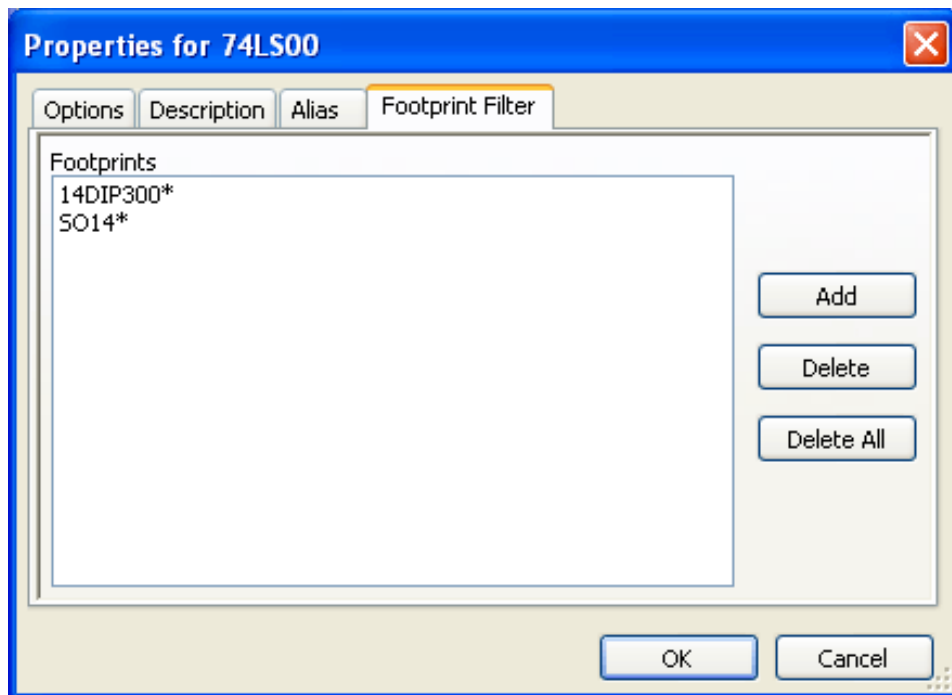 Properties for 74LS00
Options Description Alias Footprint Filter
Footprints
14DIP300*
SO14*
Add
Delete
Delete All
OK Cancel